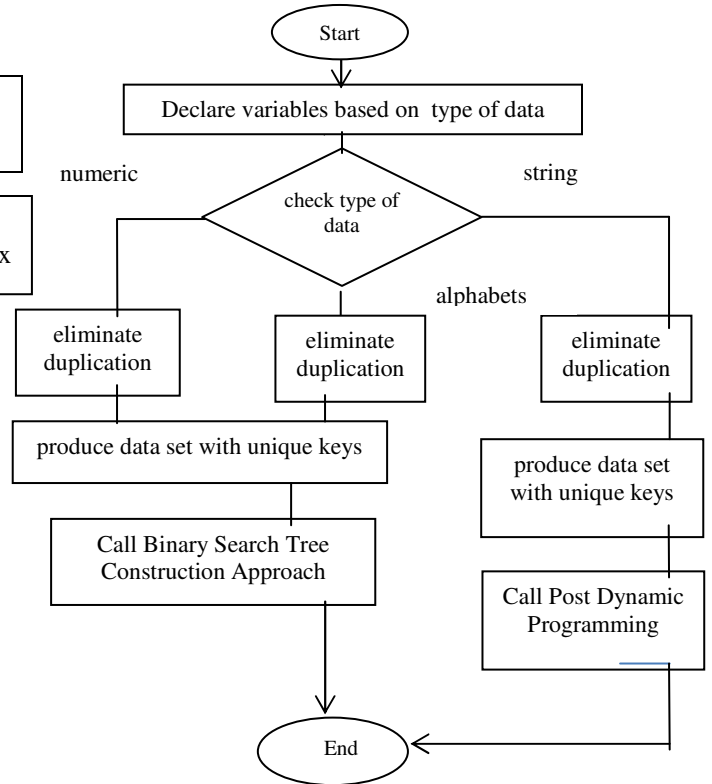 Start
Declare variables based on type of data
numeric
string
check type of
data
x
alphabets
eliminate
duplication
eliminate
duplication
eliminate
duplication
produce data set with unique keys
produce data set
with unique keys
Call Binary Search Tree
Construction Approach
Call Post Dynamic
Programming
End